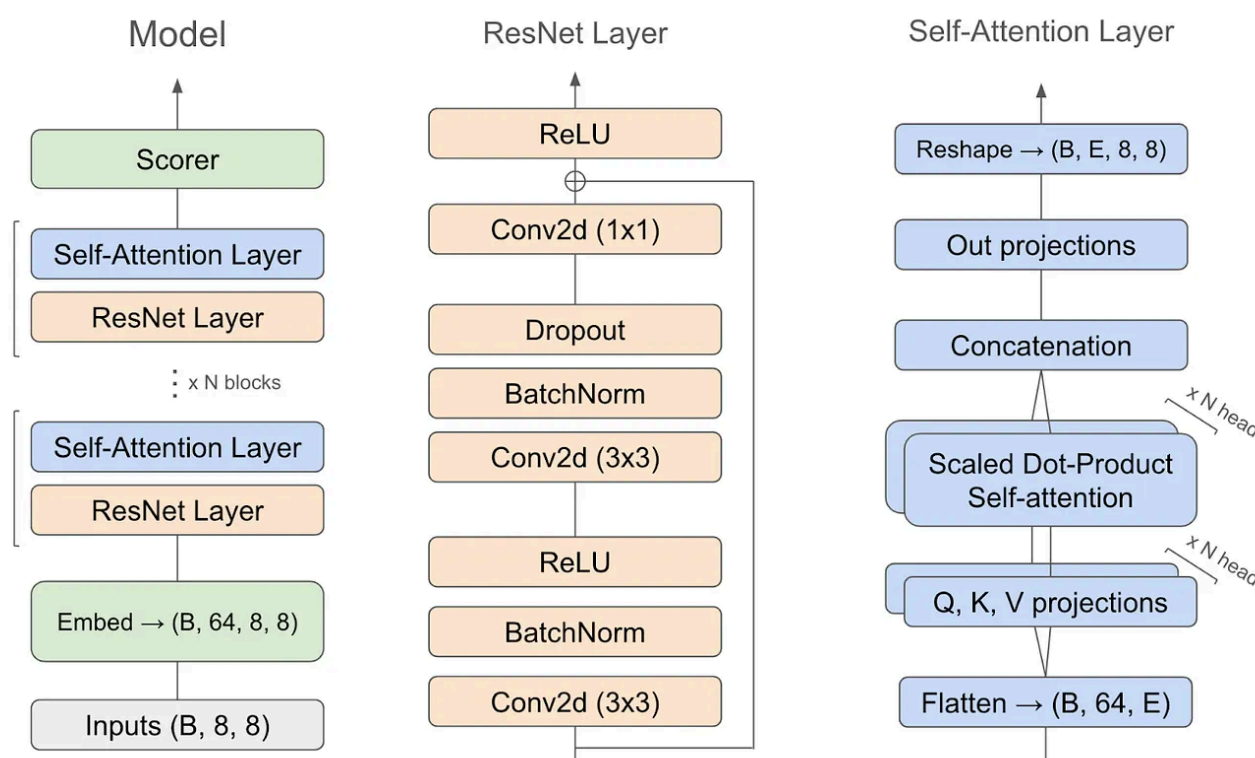 Model
Scorer
Self-Attention Layer
ResNet Layer
⋮ x N blocks
Self-Attention Layer
ResNet Layer
Embed → (B, 64, 8, 8)
Inputs (B, 8, 8)
ResNet Layer
ReLU
Conv2d (1x1)
Dropout
BatchNorm
Conv2d (3x3)
ReLU
BatchNorm
Conv2d (3x3)
Self-Attention Layer
Reshape → (B, E, 8, 8)
Out projections
Concatenation
x N head
Scaled Dot-Product
Self-attention
x N head
Q, K, V projections
Flatten → (B, 64, E)